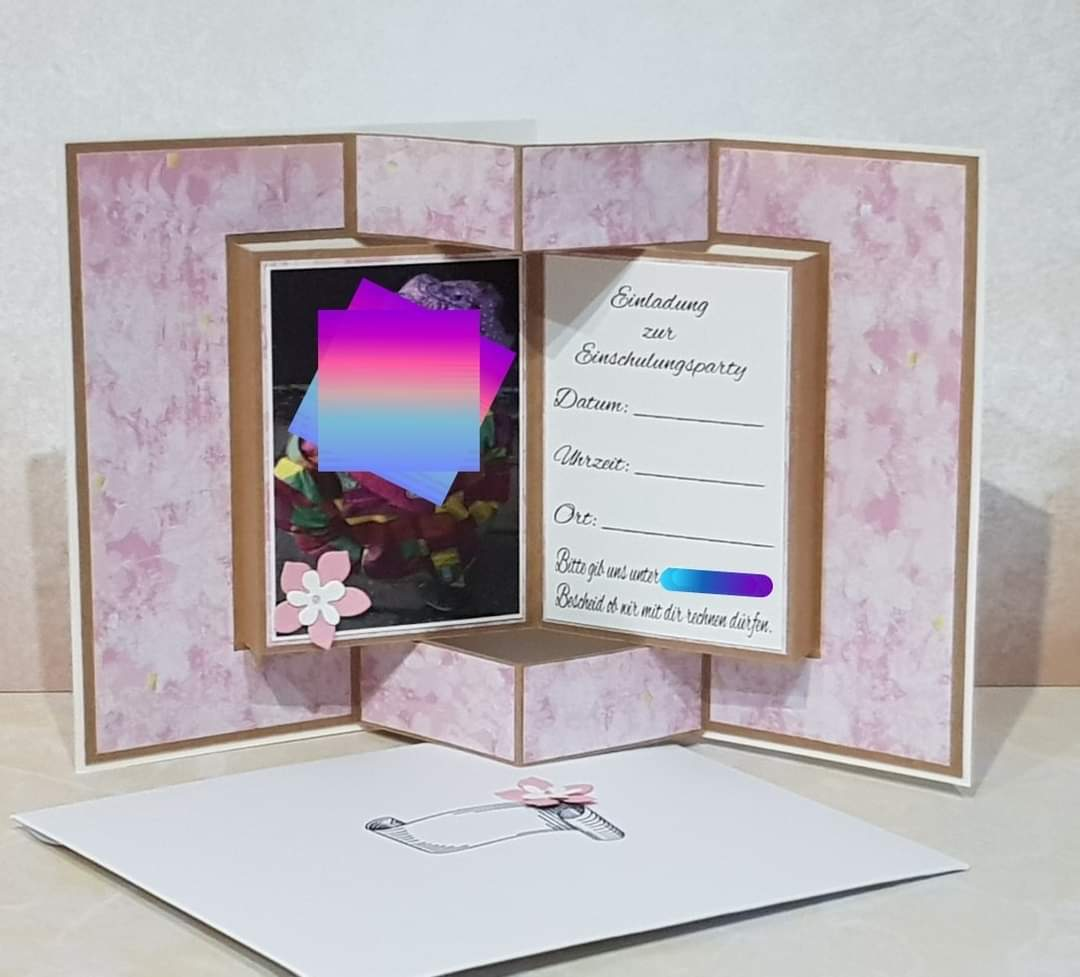 Einladung
zur
Einschulungsparty
Datum:
Uhrzeit:
Ort:
Bitte gib uns unter
Bescheid ob wir mit dir rechnen dürfen.